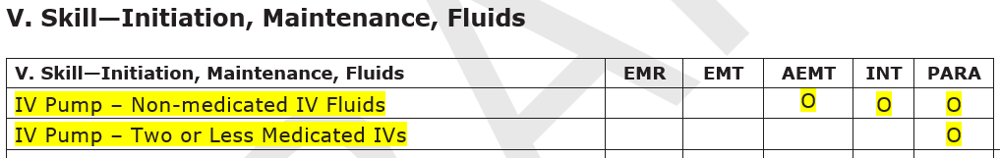 V. Skill—Initiation, Maintenance, Fluids
V. Skill—Initiation, Maintenance, Fluids EMR EMT AEMT INT PARA
IV Pump – Non-medicated IV Fluids O O O
IV Pump – Two or Less Medicated IVs O